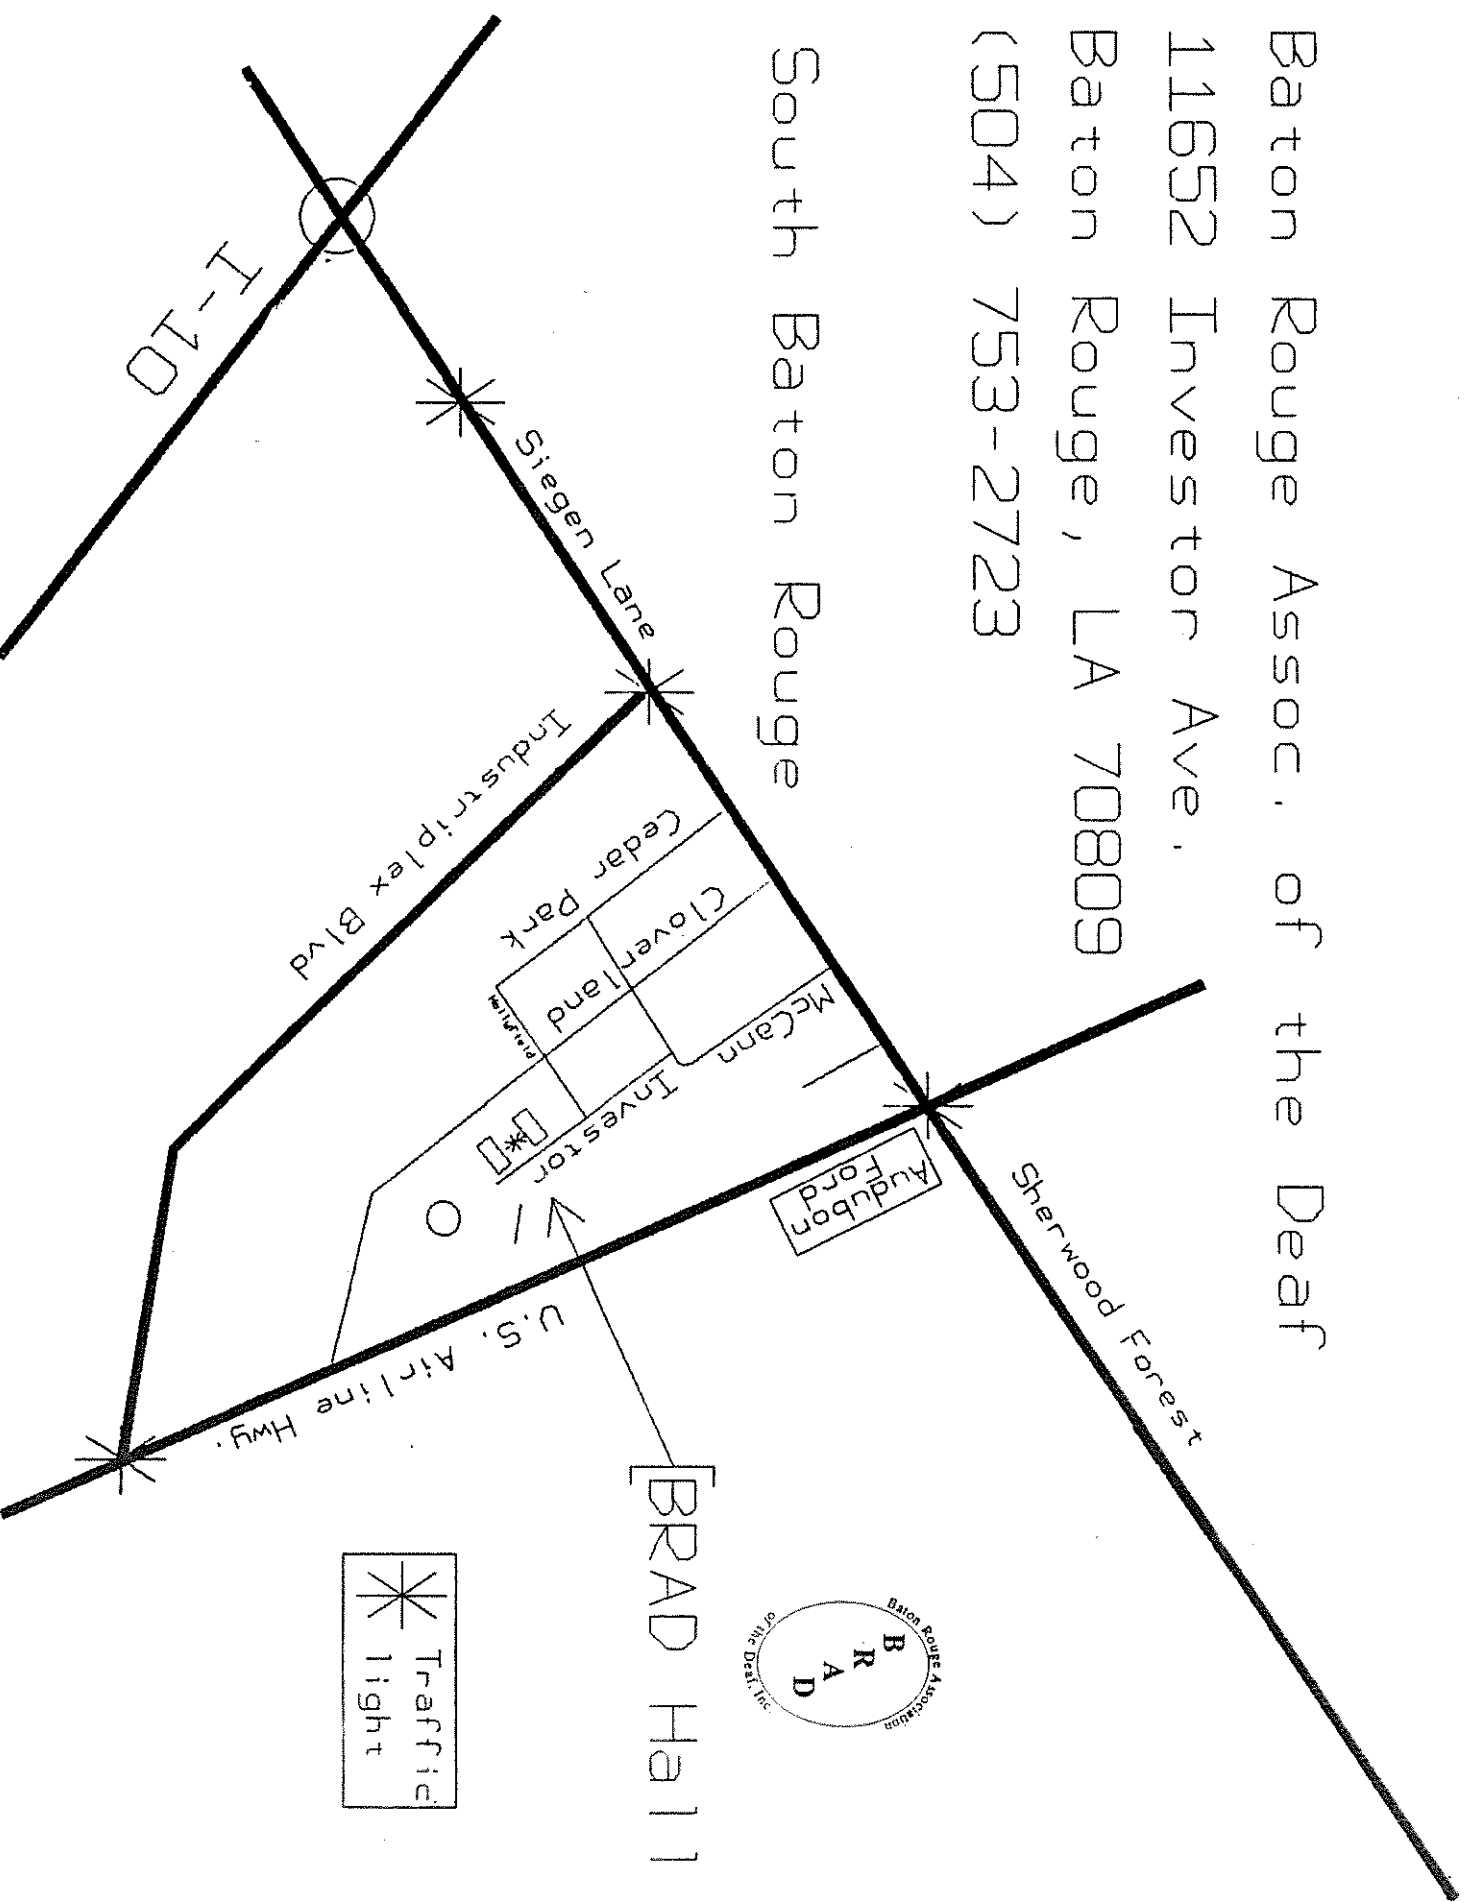 Baton Rouge Assoc. of the Deaf
11652 Investor Ave.
Baton Rouge, LA 70809
(504) 753-2723
South Baton Rouge
I-10
Siegen Lane
Industriplex Blvd
Cedar Park
Cloverland
McCann
Hollyfield
Investor
Audubon
Ford
Sherwood Forest
U.S. Airline Hwy.
[BRAD Hall
Baton Rouge Association
B
R
A
D
of the Deaf, Inc.
Traffic
light